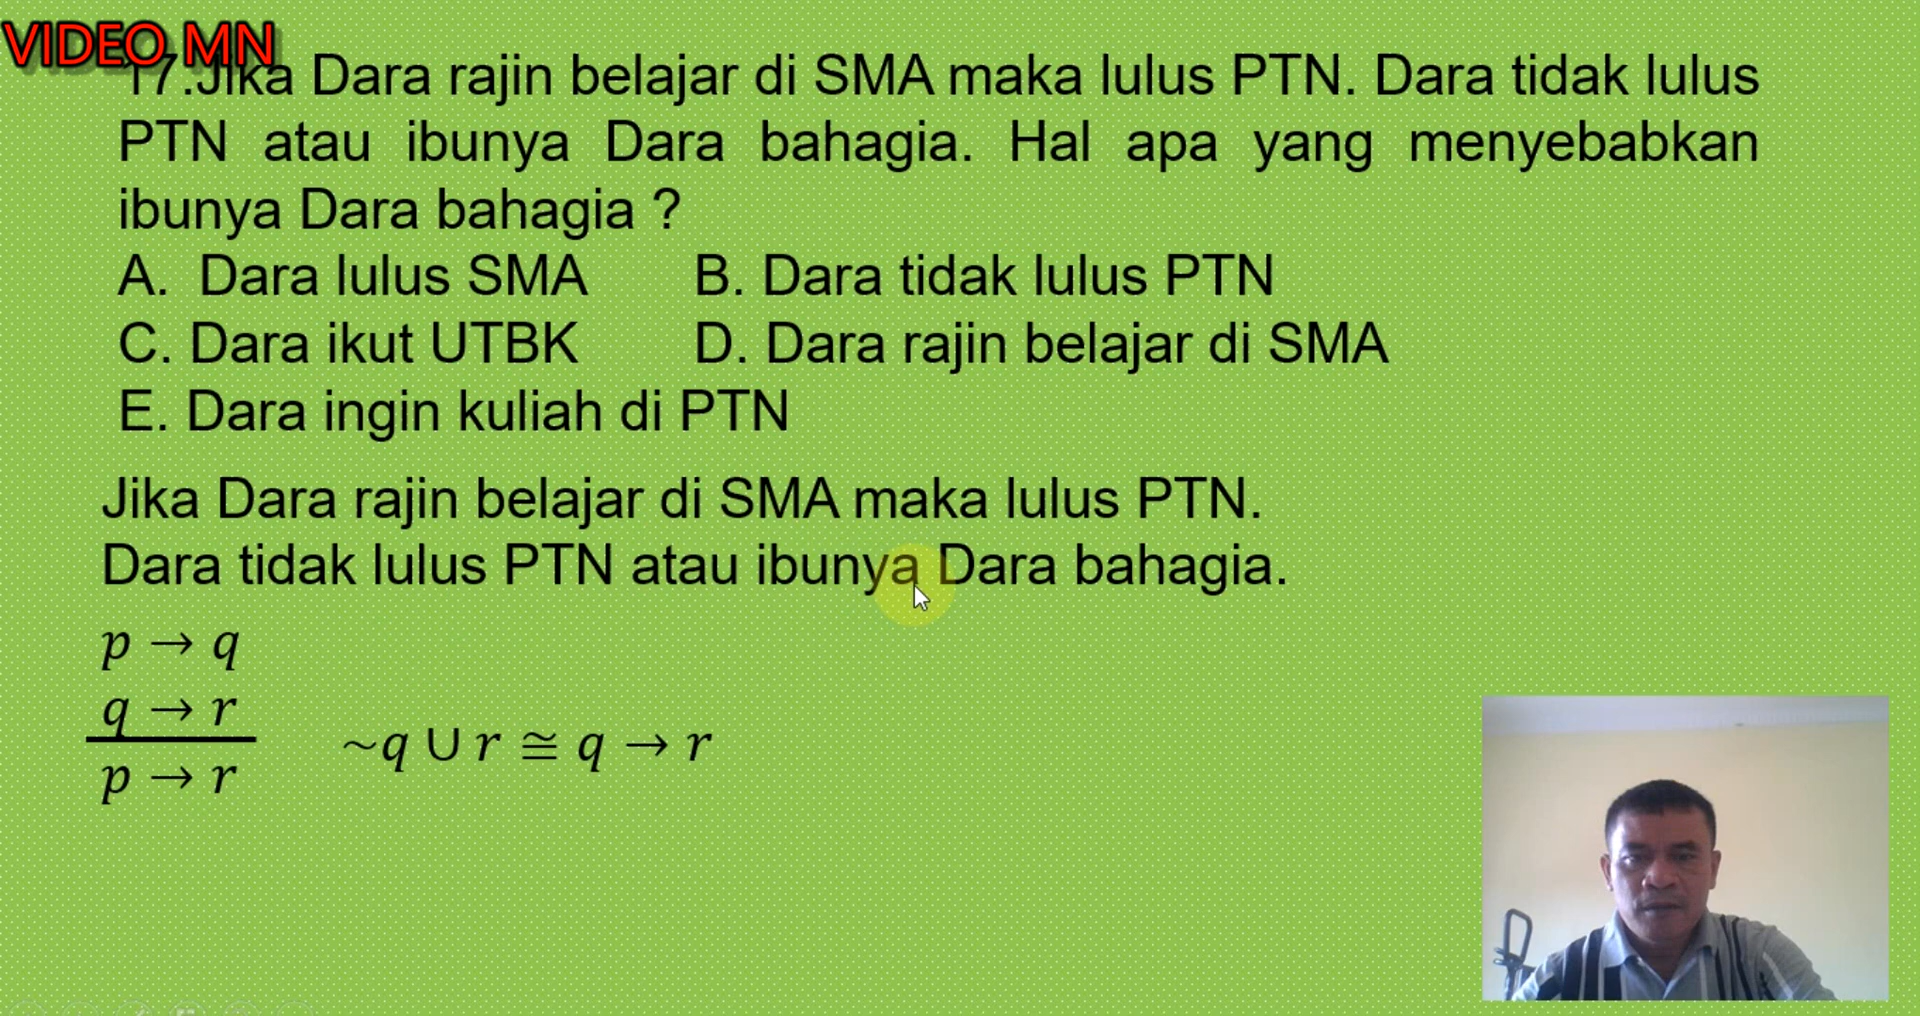 VIDEO MN
17.Jika Dara rajin belajar di SMA maka lulus PTN. Dara tidak lulus
PTN atau ibunya Dara bahagia. Hal apa yang menyebabkan
ibunya Dara bahagia ?
A. Dara lulus SMA B. Dara tidak lulus PTN
C. Dara ikut UTBK D. Dara rajin belajar di SMA
E. Dara ingin kuliah di PTN
Jika Dara rajin belajar di SMA maka lulus PTN.
Dara tidak lulus PTN atau ibunya Dara bahagia.
p → q
q → r
p → r
~q ∪ r ≅ q → r